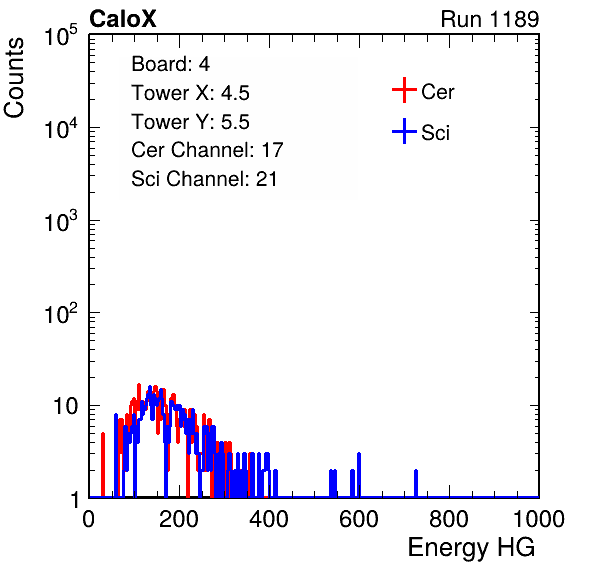 CaloX Run 1189
Counts
10^5
10^4
10^3
10^2
10
1
Board: 4
Tower X: 4.5
Tower Y: 5.5
Cer Channel: 17
Sci Channel: 21
Cer
Sci
0 200 400 600 800 1000
Energy HG